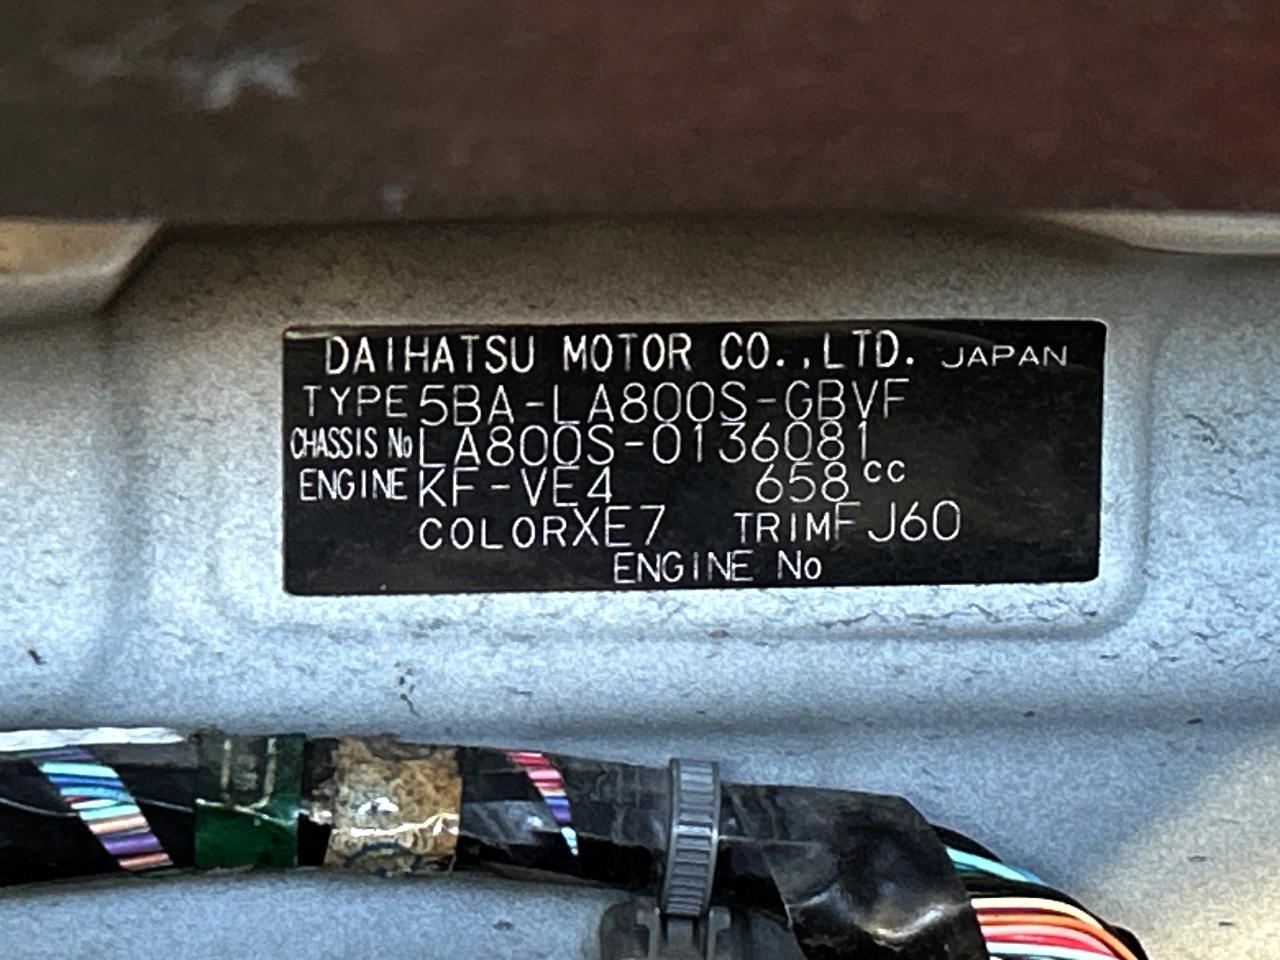 DAIHATSU MOTOR CO.,LTD. JAPAN
TYPE 5BA-LA800S-GBVF
CHASSIS No LA800S-0136081
ENGINE KF-VE4 658cc
COLOR XE7 TRIM FJ60
ENGINE No